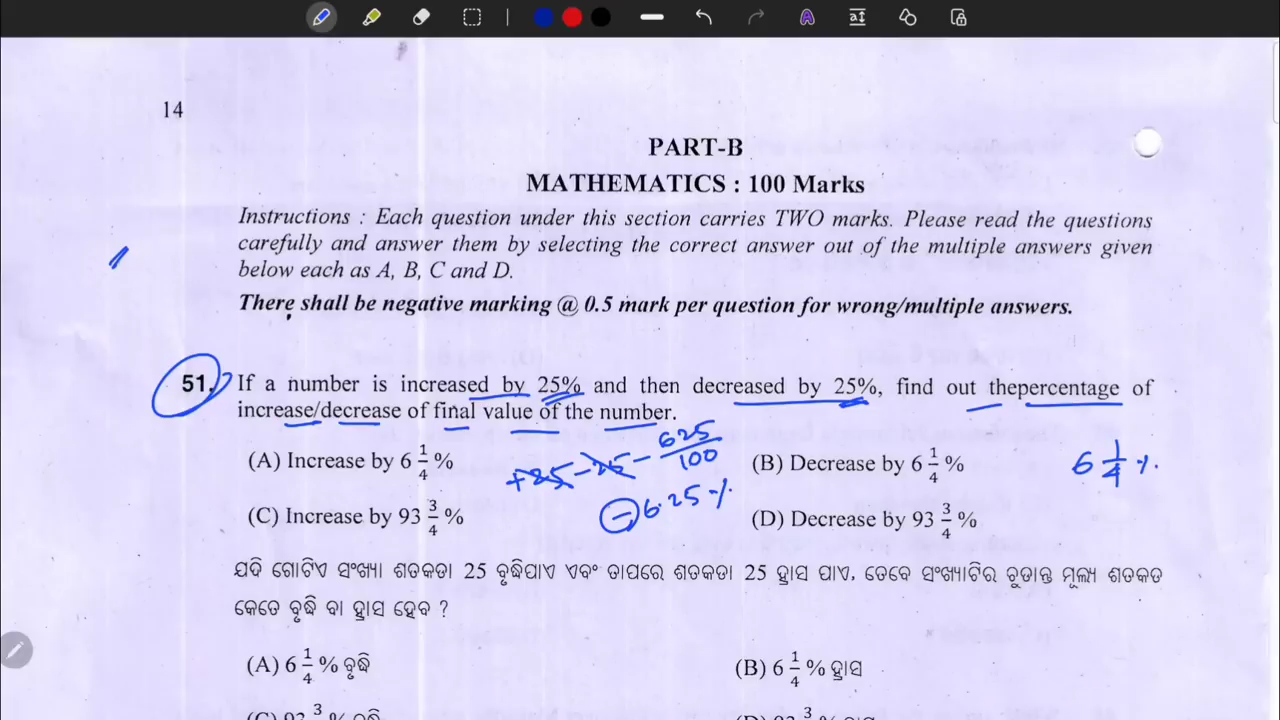 14
PART-B
MATHEMATICS : 100 Marks
Instructions : Each question under this section carries TWO marks. Please read the questions
carefully and answer them by selecting the correct answer out of the multiple answers given
below each as A, B, C and D.
There shall be negative marking @ 0.5 mark per question for wrong/multiple answers.
51. If a number is increased by 25% and then decreased by 25%, find out thepercentage of
increase/decrease of final value of the number.
(A) Increase by 6 1/4 % +25 -25 - 625/100 (B) Decrease by 6 1/4 % 6 1/4 %
- 6.25 %
(C) Increase by 93 3/4 % (D) Decrease by 93 3/4 %
ଯଦି ଗୋଟିଏ ସଂଖ୍ୟା ଶତକଡା 25 ବୃଦ୍ଧିପାଏ ଏବଂ ତାପରେ ଶତକଡା 25 ହ୍ରାସ ପାଏ, ତେବେ ସଂଖ୍ୟାଟିର ଚୁଡାନ୍ତ ମୂଲ୍ୟ ଶତକଡ
କେତେ ବୃଦ୍ଧି ବା ହ୍ରାସ ହେବ ?
(A) 6 1/4 % ବୃଦ୍ଧି (B) 6 1/4 % ହ୍ରାସ